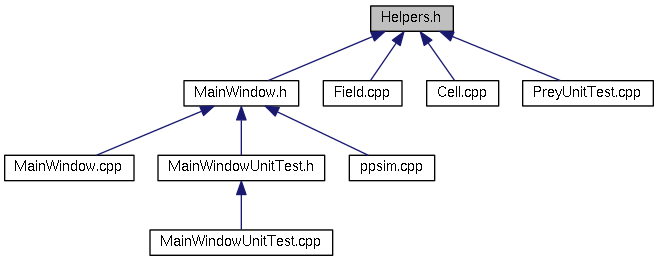 Helpers.h
MainWindow.h
Field.cpp
Cell.cpp
PreyUnitTest.cpp
MainWindow.cpp
MainWindowUnitTest.h
ppsim.cpp
MainWindowUnitTest.cpp